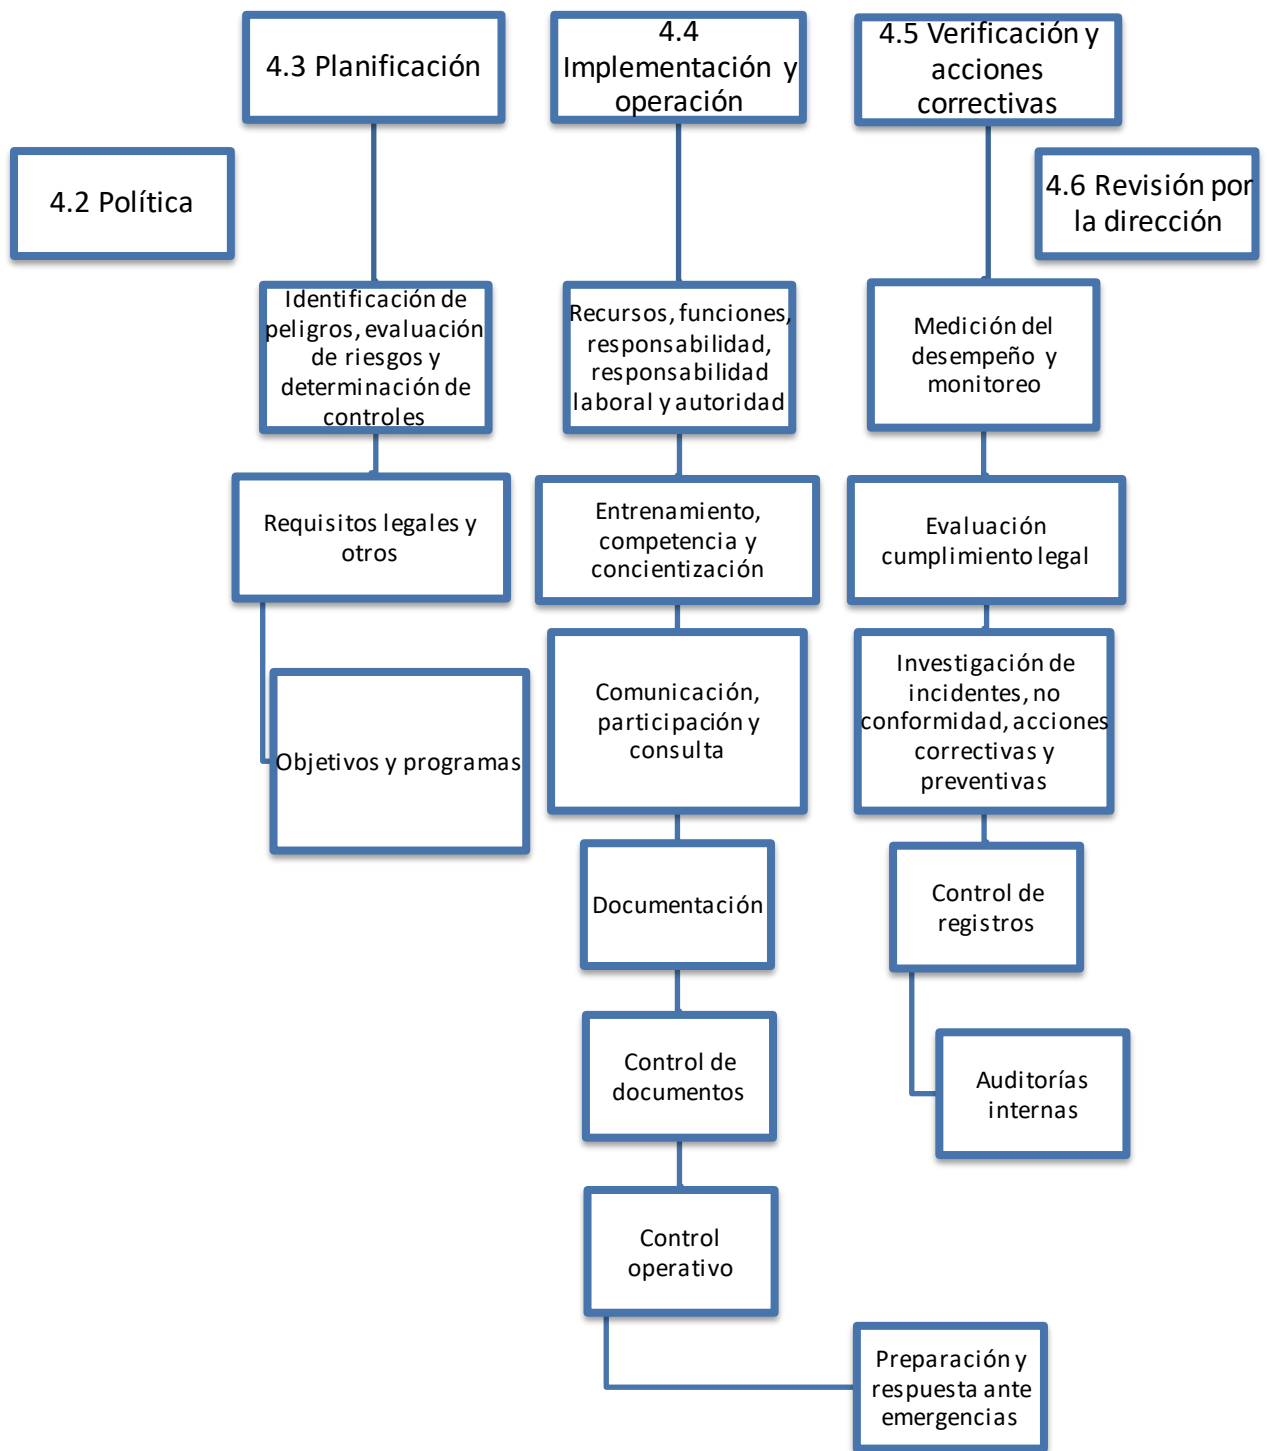 4.3 Planificación
4.4
Implementación y
operación
4.5 Verificación y
acciones
correctivas
4.2 Política
4.6 Revisión por
la dirección
Identificación de
peligros, evaluación
de riesgos y
determinación de
controles
Recursos, funciones,
responsabilidad,
responsabilidad
laboral y autoridad
Medición del
desempeño y
monitoreo
Requisitos legales y
otros
Entrenamiento,
competencia y
concientización
Evaluación
cumplimiento legal
Objetivos y programas
Comunicación,
participación y
consulta
Investigación de
incidentes, no
conformidad, acciones
correctivas y
preventivas
Documentación
Control de
registros
Control de
documentos
Auditorías
internas
Control
operativo
Preparación y
respuesta ante
emergencias